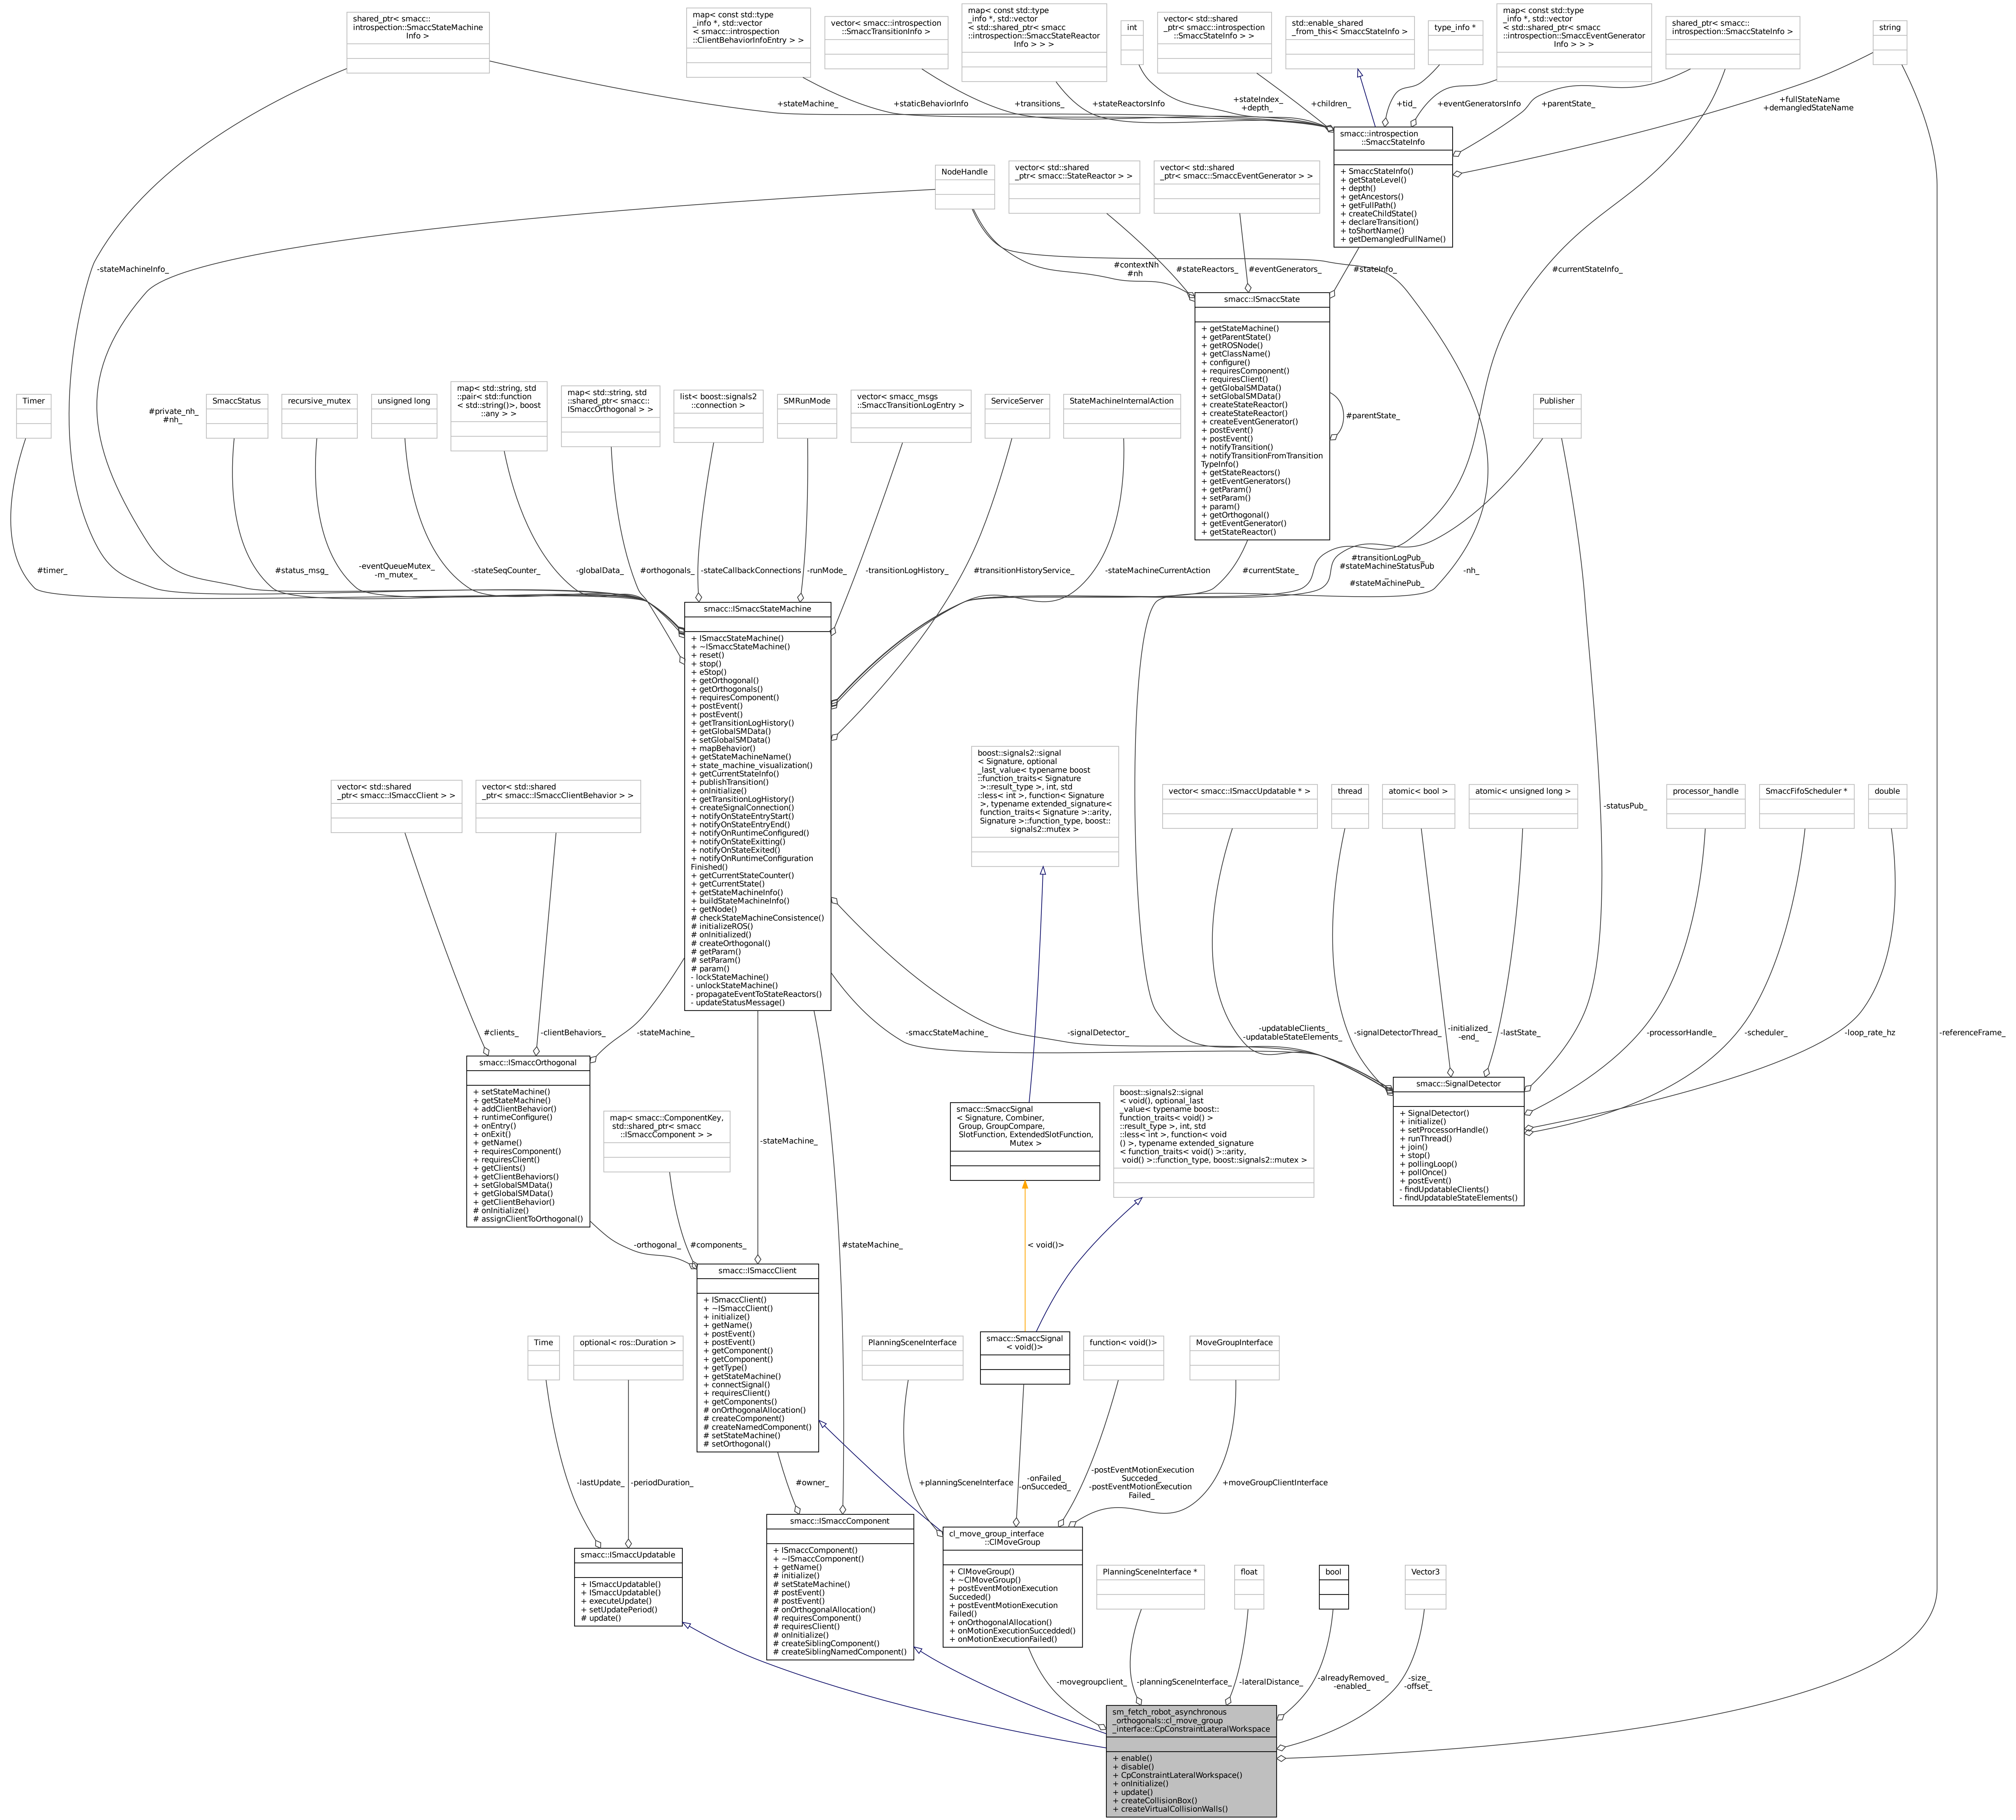 shared_ptr< smacc::
introspection::SmaccStateMachine
Info >
map< const std::type
_info *, std::vector
< smacc::introspection
::ClientBehaviorInfoEntry > >
vector< smacc::introspection
::SmaccTransitionInfo >
map< const std::type
_info *, std::vector
< std::shared_ptr< smacc
::introspection::SmaccStateReactor
Info > > >
int
vector< std::shared
_ptr< smacc::introspection
::SmaccStateInfo > >
std::enable_shared
_from_this< SmaccStateInfo >
type_info *
map< const std::type
_info *, std::vector
< std::shared_ptr< smacc
::introspection::SmaccEventGenerator
Info > > >
shared_ptr< smacc::
introspection::SmaccStateInfo >
string
+stateMachine_
+staticBehaviorInfo
+transitions_
+stateReactorsInfo
+stateIndex_
+depth_
+children_
+tid_
+eventGeneratorsInfo
+parentState_
+fullStateName
+demangledStateName
smacc::introspection
::SmaccStateInfo
+ SmaccStateInfo()
+ getStateLevel()
+ depth()
+ getAncestors()
+ getFullPath()
+ createChildState()
+ declareTransition()
+ toShortName()
+ getDemangledFullName()
NodeHandle
vector< std::shared
_ptr< smacc::StateReactor > >
vector< std::shared
_ptr< smacc::SmaccEventGenerator > >
-stateMachineInfo_
#contextNh
#nh
#stateReactors_
#eventGenerators_
#stateInfo_
#currentStateInfo_
smacc::ISmaccState
+ getStateMachine()
+ getParentState()
+ getROSNode()
+ getClassName()
+ configure()
+ requiresComponent()
+ requiresClient()
+ getGlobalSMData()
+ setGlobalSMData()
+ createStateReactor()
+ createStateReactor()
+ createEventGenerator()
+ postEvent()
+ postEvent()
+ notifyTransition()
+ notifyTransitionFromTransition
TypeInfo()
+ getStateReactors()
+ getEventGenerators()
+ getParam()
+ setParam()
+ param()
+ getOrthogonal()
+ getEventGenerator()
+ getStateReactor()
#parentState_
Timer
#private_nh_
#nh_
SmaccStatus
recursive_mutex
unsigned long
map< std::string, std
::pair< std::function
< std::string()>, boost
::any > >
map< std::string, std
::shared_ptr< smacc::
ISmaccOrthogonal > >
list< boost::signals2
::connection >
SMRunMode
vector< smacc_msgs
::SmaccTransitionLogEntry >
ServiceServer
StateMachineInternalAction
Publisher
#timer_
#status_msg_
-eventQueueMutex_
-m_mutex_
-stateSeqCounter_
-globalData_
#orthogonals_
-stateCallbackConnections
-runMode_
-transitionLogHistory_
#transitionHistoryService_
-stateMachineCurrentAction
#currentState_
#transitionLogPub_
#stateMachineStatusPub
_
#stateMachinePub_
-nh_
smacc::ISmaccStateMachine
+ ISmaccStateMachine()
+ ~ISmaccStateMachine()
+ reset()
+ stop()
+ eStop()
+ getOrthogonal()
+ getOrthogonals()
+ requiresComponent()
+ postEvent()
+ postEvent()
+ getTransitionLogHistory()
+ getGlobalSMData()
+ setGlobalSMData()
+ mapBehavior()
+ getStateMachineName()
+ state_machine_visualization()
+ getCurrentStateInfo()
+ publishTransition()
+ onInitialize()
+ getTransitionLogHistory()
+ createSignalConnection()
+ notifyOnStateEntryStart()
+ notifyOnStateEntryEnd()
+ notifyOnRuntimeConfigured()
+ notifyOnStateExitting()
+ notifyOnStateExited()
+ notifyOnRuntimeConfiguration
Finished()
+ getCurrentStateCounter()
+ getCurrentState()
+ getStateMachineInfo()
+ buildStateMachineInfo()
+ getNode()
# checkStateMachineConsistence()
# initializeROS()
# onInitialized()
# createOrthogonal()
# getParam()
# setParam()
# param()
- lockStateMachine()
- unlockStateMachine()
- propagateEventToStateReactors()
- updateStatusMessage()
vector< std::shared
_ptr< smacc::ISmaccClient > >
vector< std::shared
_ptr< smacc::ISmaccClientBehavior > >
boost::signals2::signal
< Signature, optional
_last_value< typename boost
::function_traits< Signature
>::result_type >, int, std
::less< int >, function< Signature
>, typename extended_signature<
function_traits< Signature >::arity,
Signature >::function_type, boost::
signals2::mutex >
vector< smacc::ISmaccUpdatable * >
thread
atomic< bool >
atomic< unsigned long >
processor_handle
SmaccFifoScheduler *
double
-statusPub_
#clients_
-clientBehaviors_
-stateMachine_
-smaccStateMachine_
-signalDetector_
-updatableClients_
-updatableStateElements_
-signalDetectorThread_
-initialized_
-end_
-lastState_
-processorHandle_
-scheduler_
-loop_rate_hz
-referenceFrame_
smacc::ISmaccOrthogonal
+ setStateMachine()
+ getStateMachine()
+ addClientBehavior()
+ runtimeConfigure()
+ onEntry()
+ onExit()
+ getName()
+ requiresComponent()
+ requiresClient()
+ getClients()
+ getClientBehaviors()
+ setGlobalSMData()
+ getGlobalSMData()
+ getClientBehavior()
# onInitialize()
# assignClientToOrthogonal()
map< smacc::ComponentKey,
std::shared_ptr< smacc
::ISmaccComponent > >
-stateMachine_
smacc::SmaccSignal
< Signature, Combiner,
Group, GroupCompare,
SlotFunction, ExtendedSlotFunction,
Mutex >
boost::signals2::signal
< void(), optional_last
_value< typename boost::
function_traits< void() >
::result_type >, int, std
::less< int >, function< void
() >, typename extended_signature
< function_traits< void() >::arity,
void() >::function_type, boost::signals2::mutex >
smacc::SignalDetector
+ SignalDetector()
+ initialize()
+ setProcessorHandle()
+ runThread()
+ join()
+ stop()
+ pollingLoop()
+ pollOnce()
+ postEvent()
- findUpdatableClients()
- findUpdatableStateElements()
-orthogonal_
#components_
#stateMachine_
< void()>
smacc::ISmaccClient
+ ISmaccClient()
+ ~ISmaccClient()
+ initialize()
+ getName()
+ postEvent()
+ postEvent()
+ getComponent()
+ getComponent()
+ getType()
+ getStateMachine()
+ connectSignal()
+ requiresClient()
+ getComponents()
# onOrthogonalAllocation()
# createComponent()
# createNamedComponent()
# setStateMachine()
# setOrthogonal()
Time
optional< ros::Duration >
PlanningSceneInterface
smacc::SmaccSignal
< void()>
function< void()>
MoveGroupInterface
-lastUpdate_
-periodDuration_
#owner_
+planningSceneInterface
-onFailed_
-onSucceded_
-postEventMotionExecution
Succeded_
-postEventMotionExecution
Failed_
+moveGroupClientInterface
smacc::ISmaccUpdatable
+ ISmaccUpdatable()
+ ISmaccUpdatable()
+ executeUpdate()
+ setUpdatePeriod()
# update()
smacc::ISmaccComponent
+ ISmaccComponent()
+ ~ISmaccComponent()
+ getName()
# initialize()
# setStateMachine()
# postEvent()
# postEvent()
# onOrthogonalAllocation()
# requiresComponent()
# requiresClient()
# onInitialize()
# createSiblingComponent()
# createSiblingNamedComponent()
cl_move_group_interface
::ClMoveGroup
+ ClMoveGroup()
+ ~ClMoveGroup()
+ postEventMotionExecution
Succeded()
+ postEventMotionExecution
Failed()
+ onOrthogonalAllocation()
+ onMotionExecutionSuccedded()
+ onMotionExecutionFailed()
PlanningSceneInterface *
float
bool
Vector3
-movegroupclient_
-planningSceneInterface_
-lateralDistance_
-alreadyRemoved_
-enabled_
-size_
-offset_
sm_fetch_robot_asynchronous
_orthogonals::cl_move_group
_interface::CpConstraintLateralWorkspace
+ enable()
+ disable()
+ CpConstraintLateralWorkspace()
+ onInitialize()
+ update()
+ createCollisionBox()
+ createVirtualCollisionWalls()